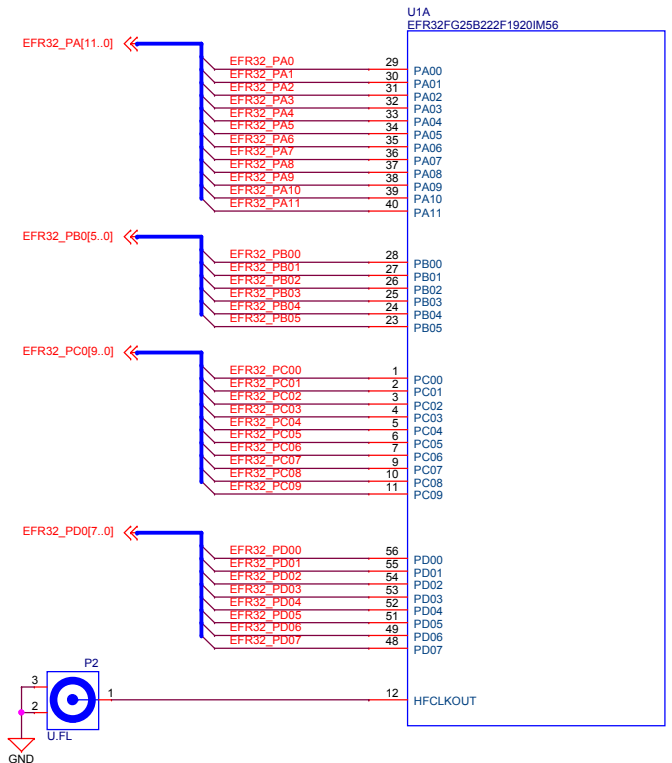 U1A
EFR32FG25B222F1920IM56
EFR32_PA[11..0]
EFR32_PA0 29 PA00
EFR32_PA1 30 PA01
EFR32_PA2 31 PA02
EFR32_PA3 32 PA03
EFR32_PA4 33 PA04
EFR32_PA5 34 PA05
EFR32_PA6 35 PA06
EFR32_PA7 36 PA07
EFR32_PA8 37 PA08
EFR32_PA9 38 PA09
EFR32_PA10 39 PA10
EFR32_PA11 40 PA11
EFR32_PB0[5..0]
EFR32_PB00 28 PB00
EFR32_PB01 27 PB01
EFR32_PB02 26 PB02
EFR32_PB03 25 PB03
EFR32_PB04 24 PB04
EFR32_PB05 23 PB05
EFR32_PC0[9..0]
EFR32_PC00 1 PC00
EFR32_PC01 2 PC01
EFR32_PC02 3 PC02
EFR32_PC03 4 PC03
EFR32_PC04 5 PC04
EFR32_PC05 6 PC05
EFR32_PC06 7 PC06
EFR32_PC07 9 PC07
EFR32_PC08 10 PC08
EFR32_PC09 11 PC09
EFR32_PD0[7..0]
EFR32_PD00 56 PD00
EFR32_PD01 55 PD01
EFR32_PD02 54 PD02
EFR32_PD03 53 PD03
EFR32_PD04 52 PD04
EFR32_PD05 51 PD05
EFR32_PD06 49 PD06
EFR32_PD07 48 PD07
P2
3
1 12 HFCLKOUT
2
U.FL
GND